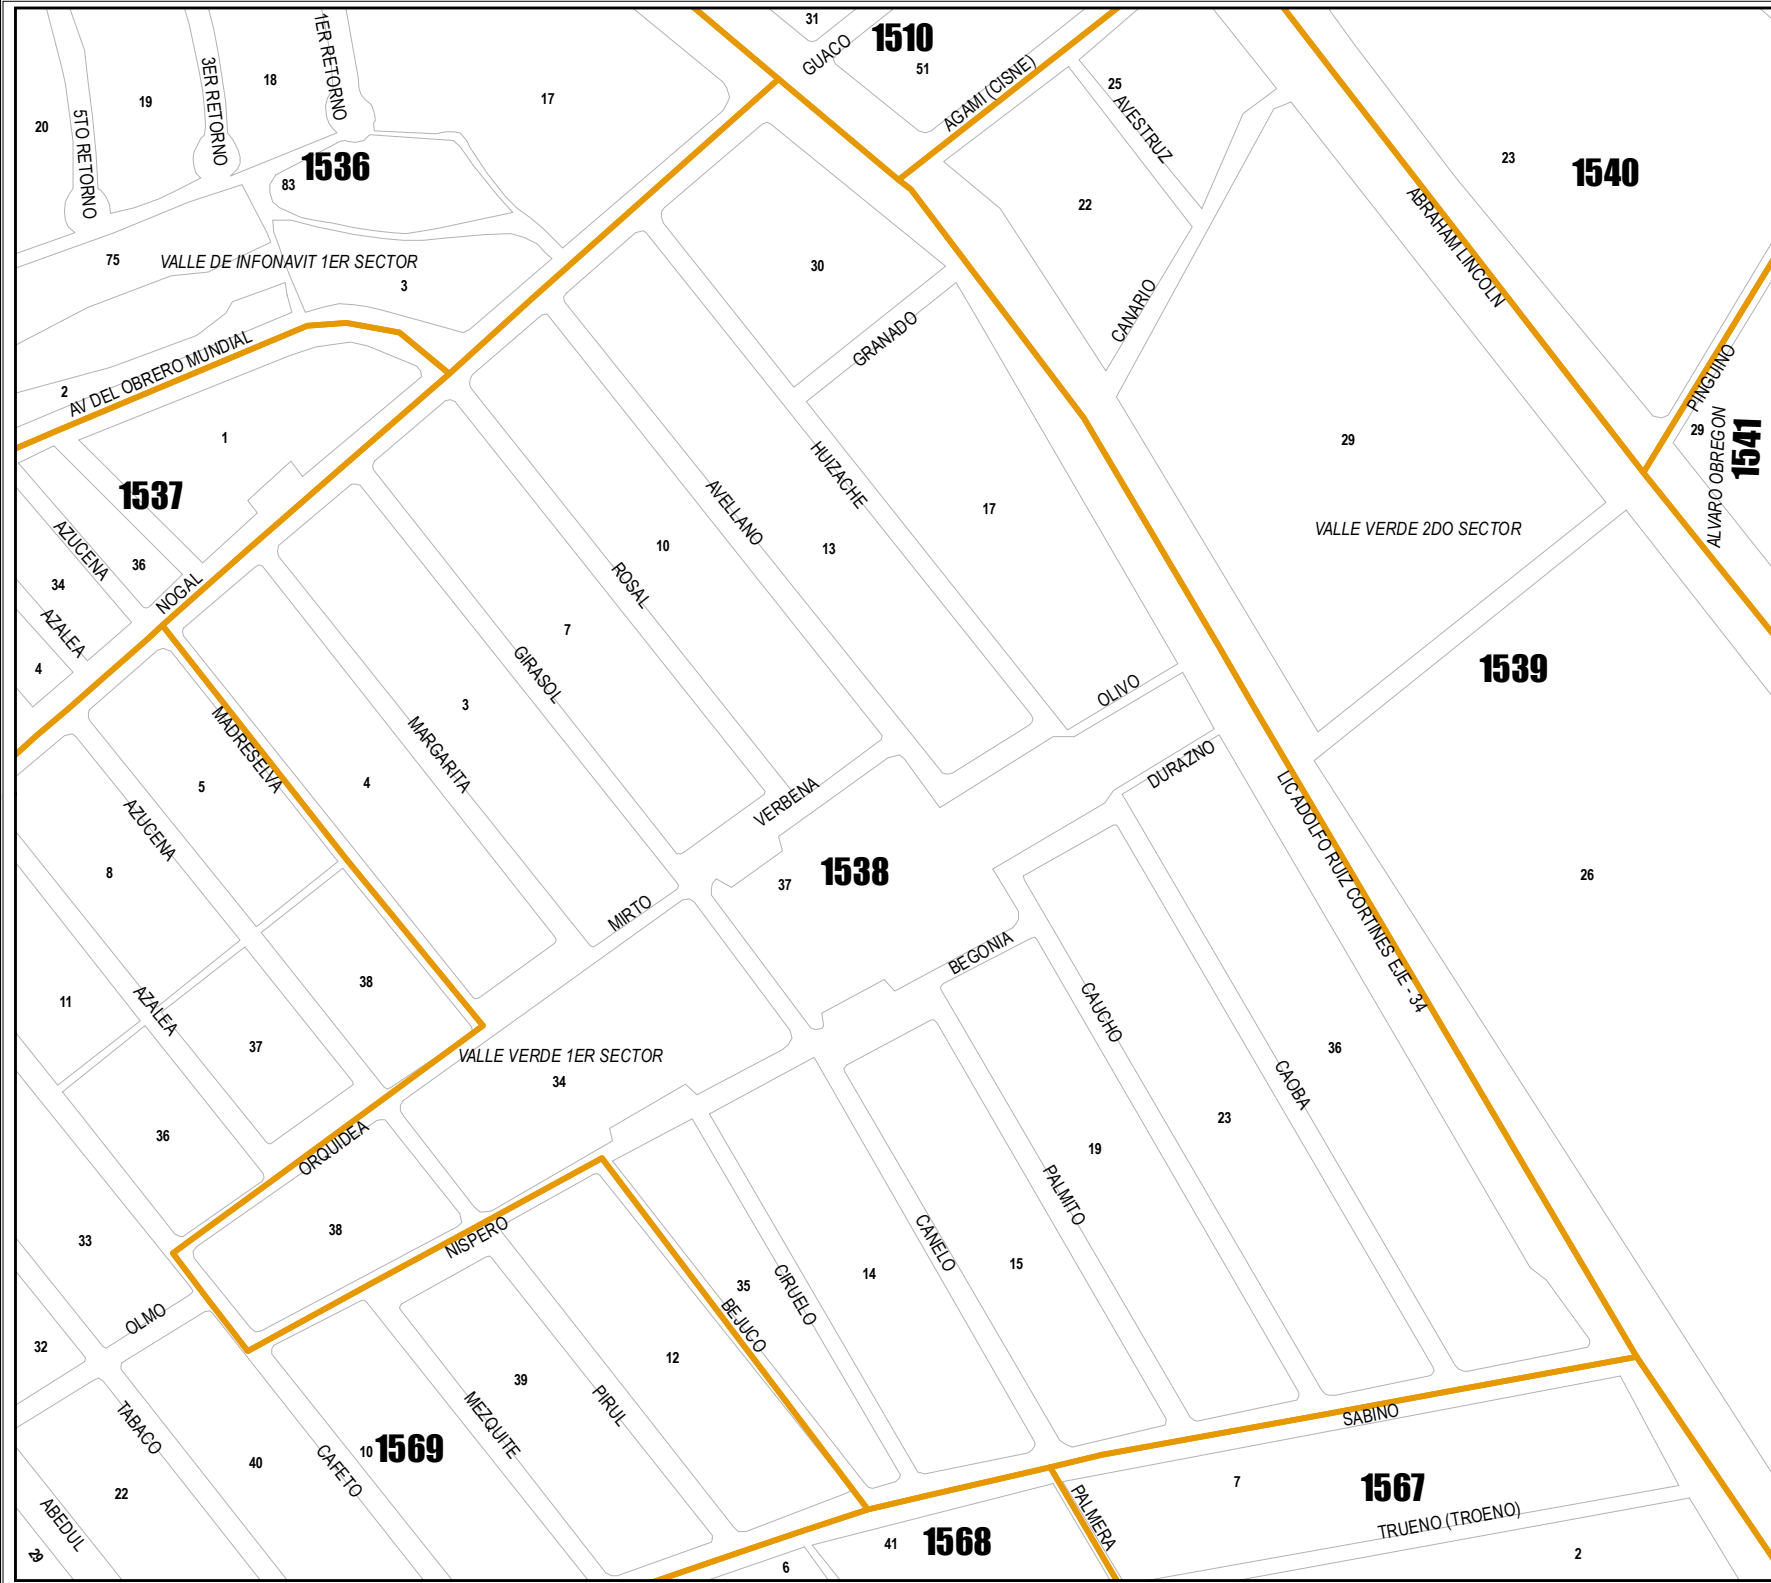 31
GUACO
1510
51
AGAMI (CISNE)
1ER RETORNO
3ER RETORNO
5TO RETORNO
18
19
17
20
25
AVESTRUZ
23
1540
1536
83
22
ABRAHAM LINCOLN
75
VALLE DE INFONAVIT 1ER SECTOR
3
30
CANARIO
GRANADO
AV DEL OBRERO MUNDIAL
2
PINGUINO
29
ALVARO OBREGON
1541
1
29
1537
HUIZACHE
AVELLANO
17
VALLE VERDE 2DO SECTOR
AZUCENA
36
34
NOGAL
10
13
ROSAL
AZALEA
4
7
GIRASOL
1539
OLIVO
3
MADRESELVA
MARGARITA
DURAZNO
5
4
VERBENA
LIC ADOLFO RUIZ CORTINES EJE - 34
AZUCENA
8
1538
37
26
MIRTO
BEGONIA
11
AZALEA
38
CAUCHO
37
VALLE VERDE 1ER SECTOR
34
36
CAOBA
36
ORQUIDEA
23
19
PALMITO
38
NISPERO
33
CANELO
15
14
35
CIRUELO
BEJUCO
OLMO
32
12
39
PIRUL
MEZQUITE
TABACO
SABINO
10
1569
40
CAFETO
22
7
1567
ABEDUL
PALMERA
TRUENO (TROENO)
29
41
1568
6
2